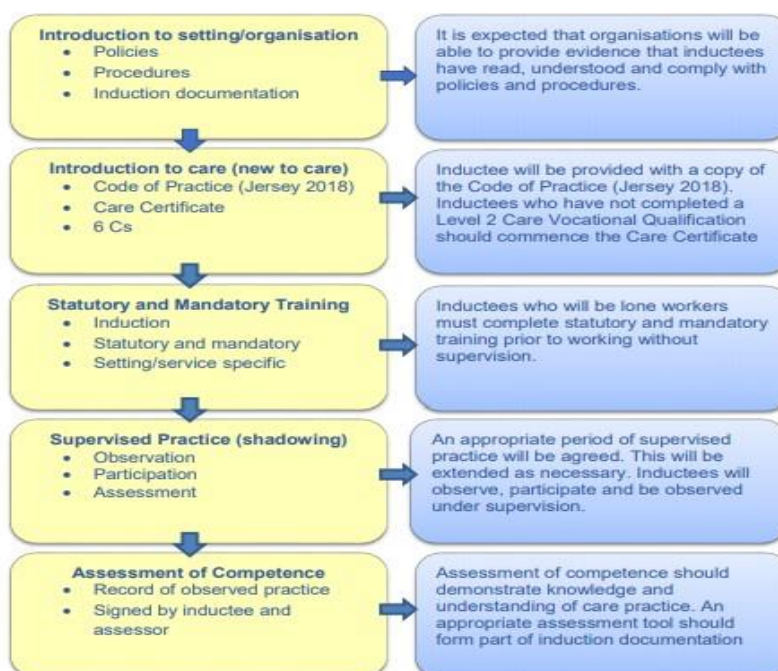 Introduction to setting/organisation
• Policies
• Procedures
• Induction documentation
It is expected that organisations will be
able to provide evidence that inductees
have read, understood and comply with
policies and procedures.
Introduction to care (new to care)
• Code of Practice (Jersey 2018)
• Care Certificate
• 6 Cs
Inductee will be provided with a copy of
the Code of Practice (Jersey 2018).
Inductees who have not completed a
Level 2 Care Vocational Qualification
should commence the Care Certificate
Statutory and Mandatory Training
• Induction
• Statutory and mandatory
• Setting/service specific
Inductees who will be lone workers
must complete statutory and mandatory
training prior to working without
supervision.
Supervised Practice (shadowing)
• Observation
• Participation
• Assessment
An appropriate period of supervised
practice will be agreed. This will be
extended as necessary. Inductees will
observe, participate and be observed
under supervision.
Assessment of Competence
• Record of observed practice
• Signed by inductee and
assessor
Assessment of competence should
demonstrate knowledge and
understanding of care practice. An
appropriate assessment tool should
form part of induction documentation